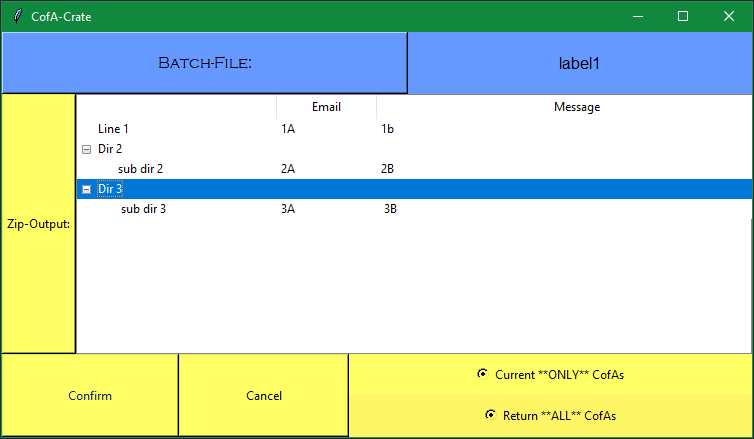 CofA-Crate
Batch-File:
label1
Email Message
Line 1 1A 1b
Dir 2
sub dir 2 2A 2B
Dir 3
sub dir 3 3A 3B
Zip-Output:
Confirm
Cancel
Current **ONLY** CofAs
Return **ALL** CofAs